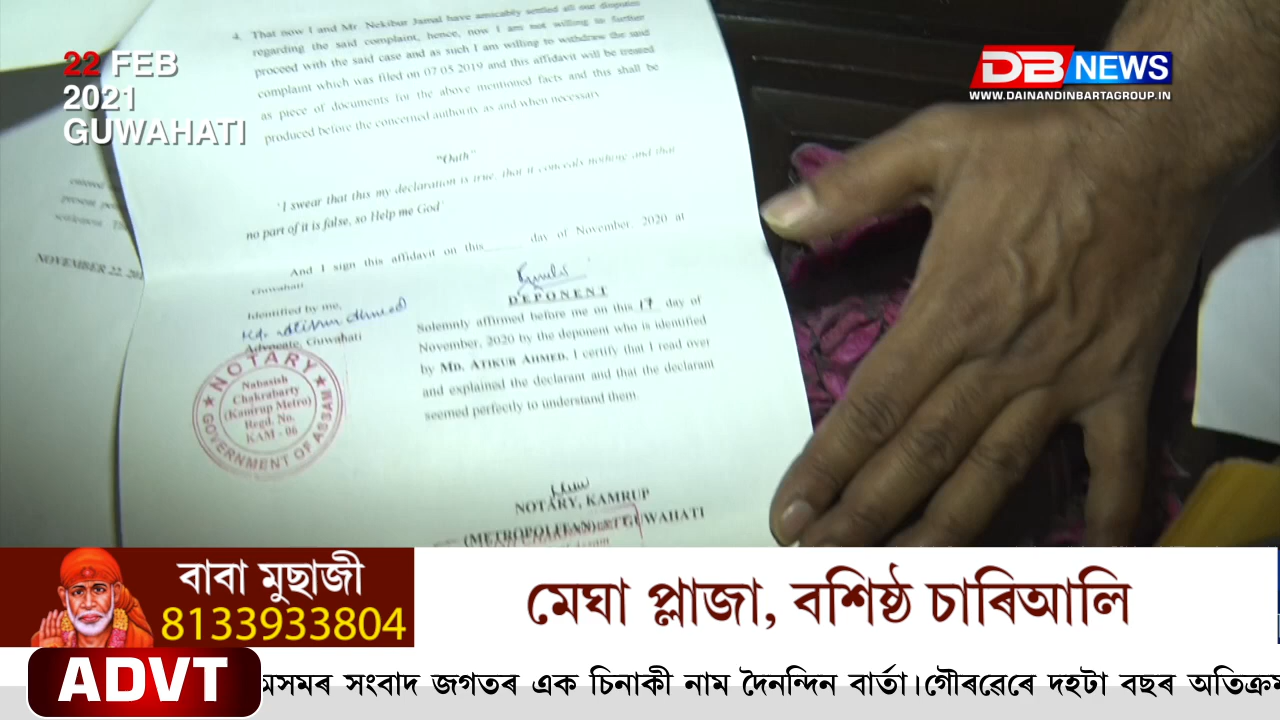 22 FEB
2021
GUWAHATI
DB NEWS
WWW.DAINANDINBARTAGROUP.IN
4. That now I and Mr. Nekibur Jamal have amicably settled all our disputes
regarding the said complaint, hence, now I am not willing to further
proceed with the said case and as such I am willing to withdraw the said
complaint which was filed on 07 05 2019 and this affidavit will be treated
as piece of documents for the above mentioned facts and this shall be
produced before the concerned authority as and when necessary
"Oath"
'I swear that this my declaration is true, that it conceals nothing and that
no part of it is false, so Help me God'
And I sign this affidavit on this____ day of November, 2020 at
Guwahati
Identified by me,
Md. Atikur Ahmed
Advocate, Guwahati
DEPONENT
Solemnly affirmed before me on this 17 day of
November, 2020 by the deponent who is identified
by MD. ATIKUR AHMED. I certify that I read over
and explained the declarant and that the declarant
seemed perfectly to understand them
NOTARY
Nabasish
Chakrabarty
(Kamrup Metro)
Regd. No.
KAM - 06
GOVERNMENT OF ASSAM
NOTARY, KAMRUP
(METROPOLITAN) AT GUWAHATI
entered
present
settlement
NOVEMBER 22, 20
বাবা মুছাজী
8133933804
মেঘা প্লাজা, বশিষ্ঠ চাৰিআলি
ADVT
অসমৰ সংবাদ জগতৰ এক চিনাকী নাম দৈনন্দিন বাৰ্তা।গৌৰৱেৰে দহটা বছৰ অতিক্ৰম